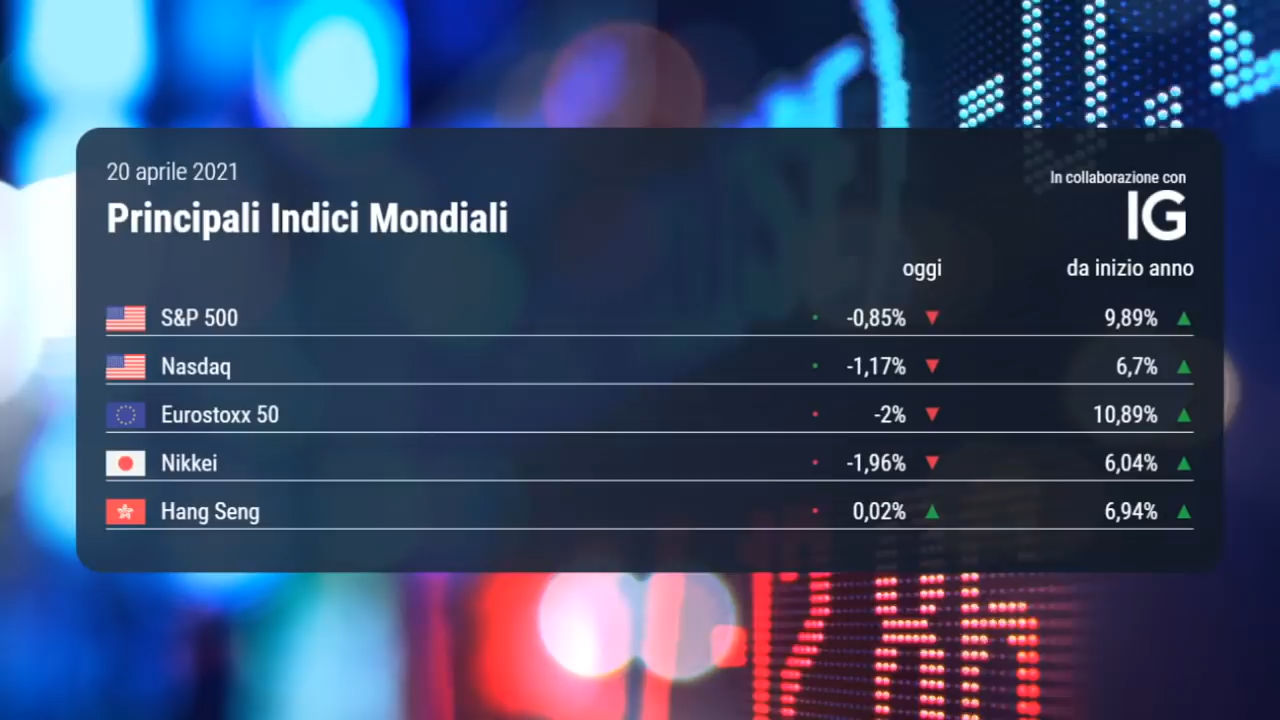 20 aprile 2021
In collaborazione con
Principali Indici Mondiali
IG
oggi da inizio anno
S&P 500 -0,85% 9,89%
Nasdaq -1,17% 6,7%
Eurostoxx 50 -2% 10,89%
Nikkei -1,96% 6,04%
Hang Seng 0,02% 6,94%